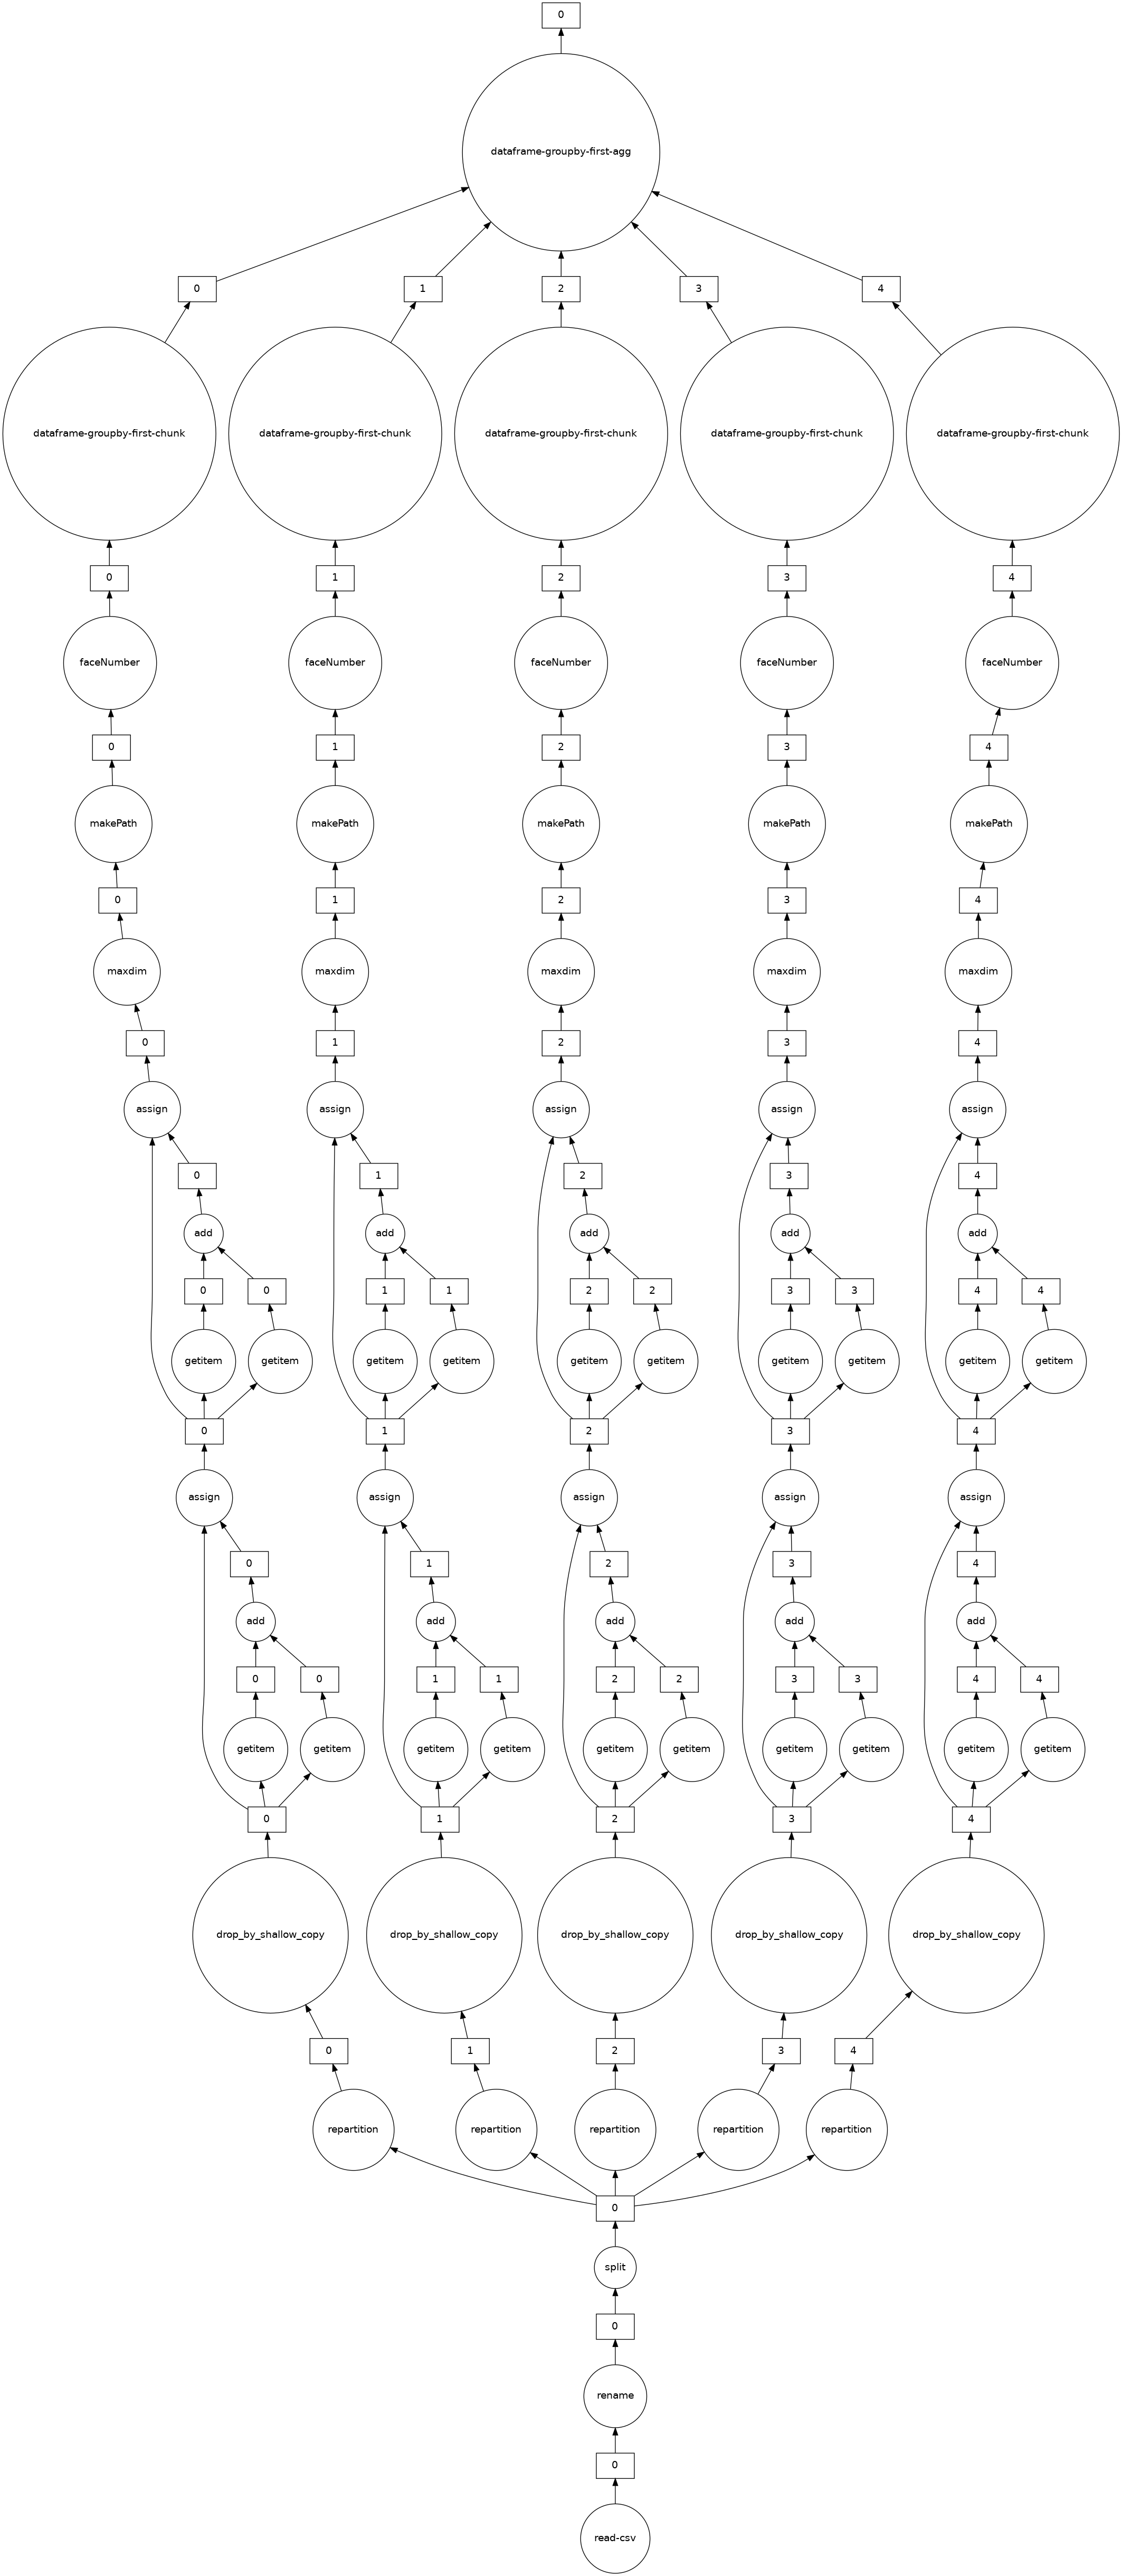 0
dataframe-groupby-first-agg
0 1 2 3 4
dataframe-groupby-first-chunk dataframe-groupby-first-chunk dataframe-groupby-first-chunk dataframe-groupby-first-chunk dataframe-groupby-first-chunk
0 1 2 3 4
faceNumber faceNumber faceNumber faceNumber faceNumber
0 1 2 3 4
makePath makePath makePath makePath makePath
0 1 2 3 4
maxdim maxdim maxdim maxdim maxdim
0 1 2 3 4
assign assign assign assign assign
0 1 2 3 4
add add add add add
0 0 1 1 2 2 3 3 4 4
getitem getitem getitem getitem getitem getitem getitem getitem getitem getitem
0 1 2 3 4
assign assign assign assign assign
0 1 2 3 4
add add add add add
0 0 1 1 2 2 3 3 4 4
getitem getitem getitem getitem getitem getitem getitem getitem getitem getitem
0 1 2 3 4
drop_by_shallow_copy drop_by_shallow_copy drop_by_shallow_copy drop_by_shallow_copy drop_by_shallow_copy
0 1 2 3 4
repartition repartition repartition repartition repartition
0
split
0
rename
0
read-csv